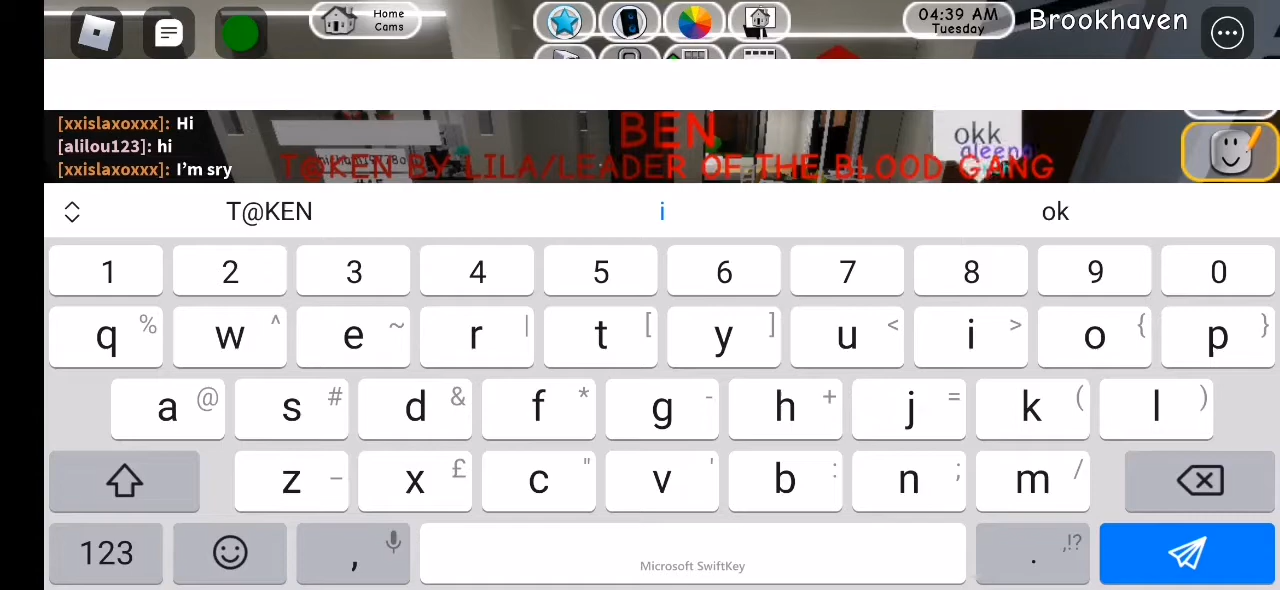 Home
Cams
04:39 AM
Tuesday
Brookhaven
[xxislaxoxxx]: Hi
[alilou123]: hi
[xxislaxoxxx]: I'm sry
BEN
T@KEN BY LILA/LEADER OF THE BLOOD GANG
okk
T@KEN i ok
1 2 3 4 5 6 7 8 9 0
q % w ^ e ~ r | t [ y ] u < i > o { p }
a @ s # d & f * g - h + j = k ( l )
z _ x £ c " v ' b : n ; m /
123 , Microsoft SwiftKey . ,!?